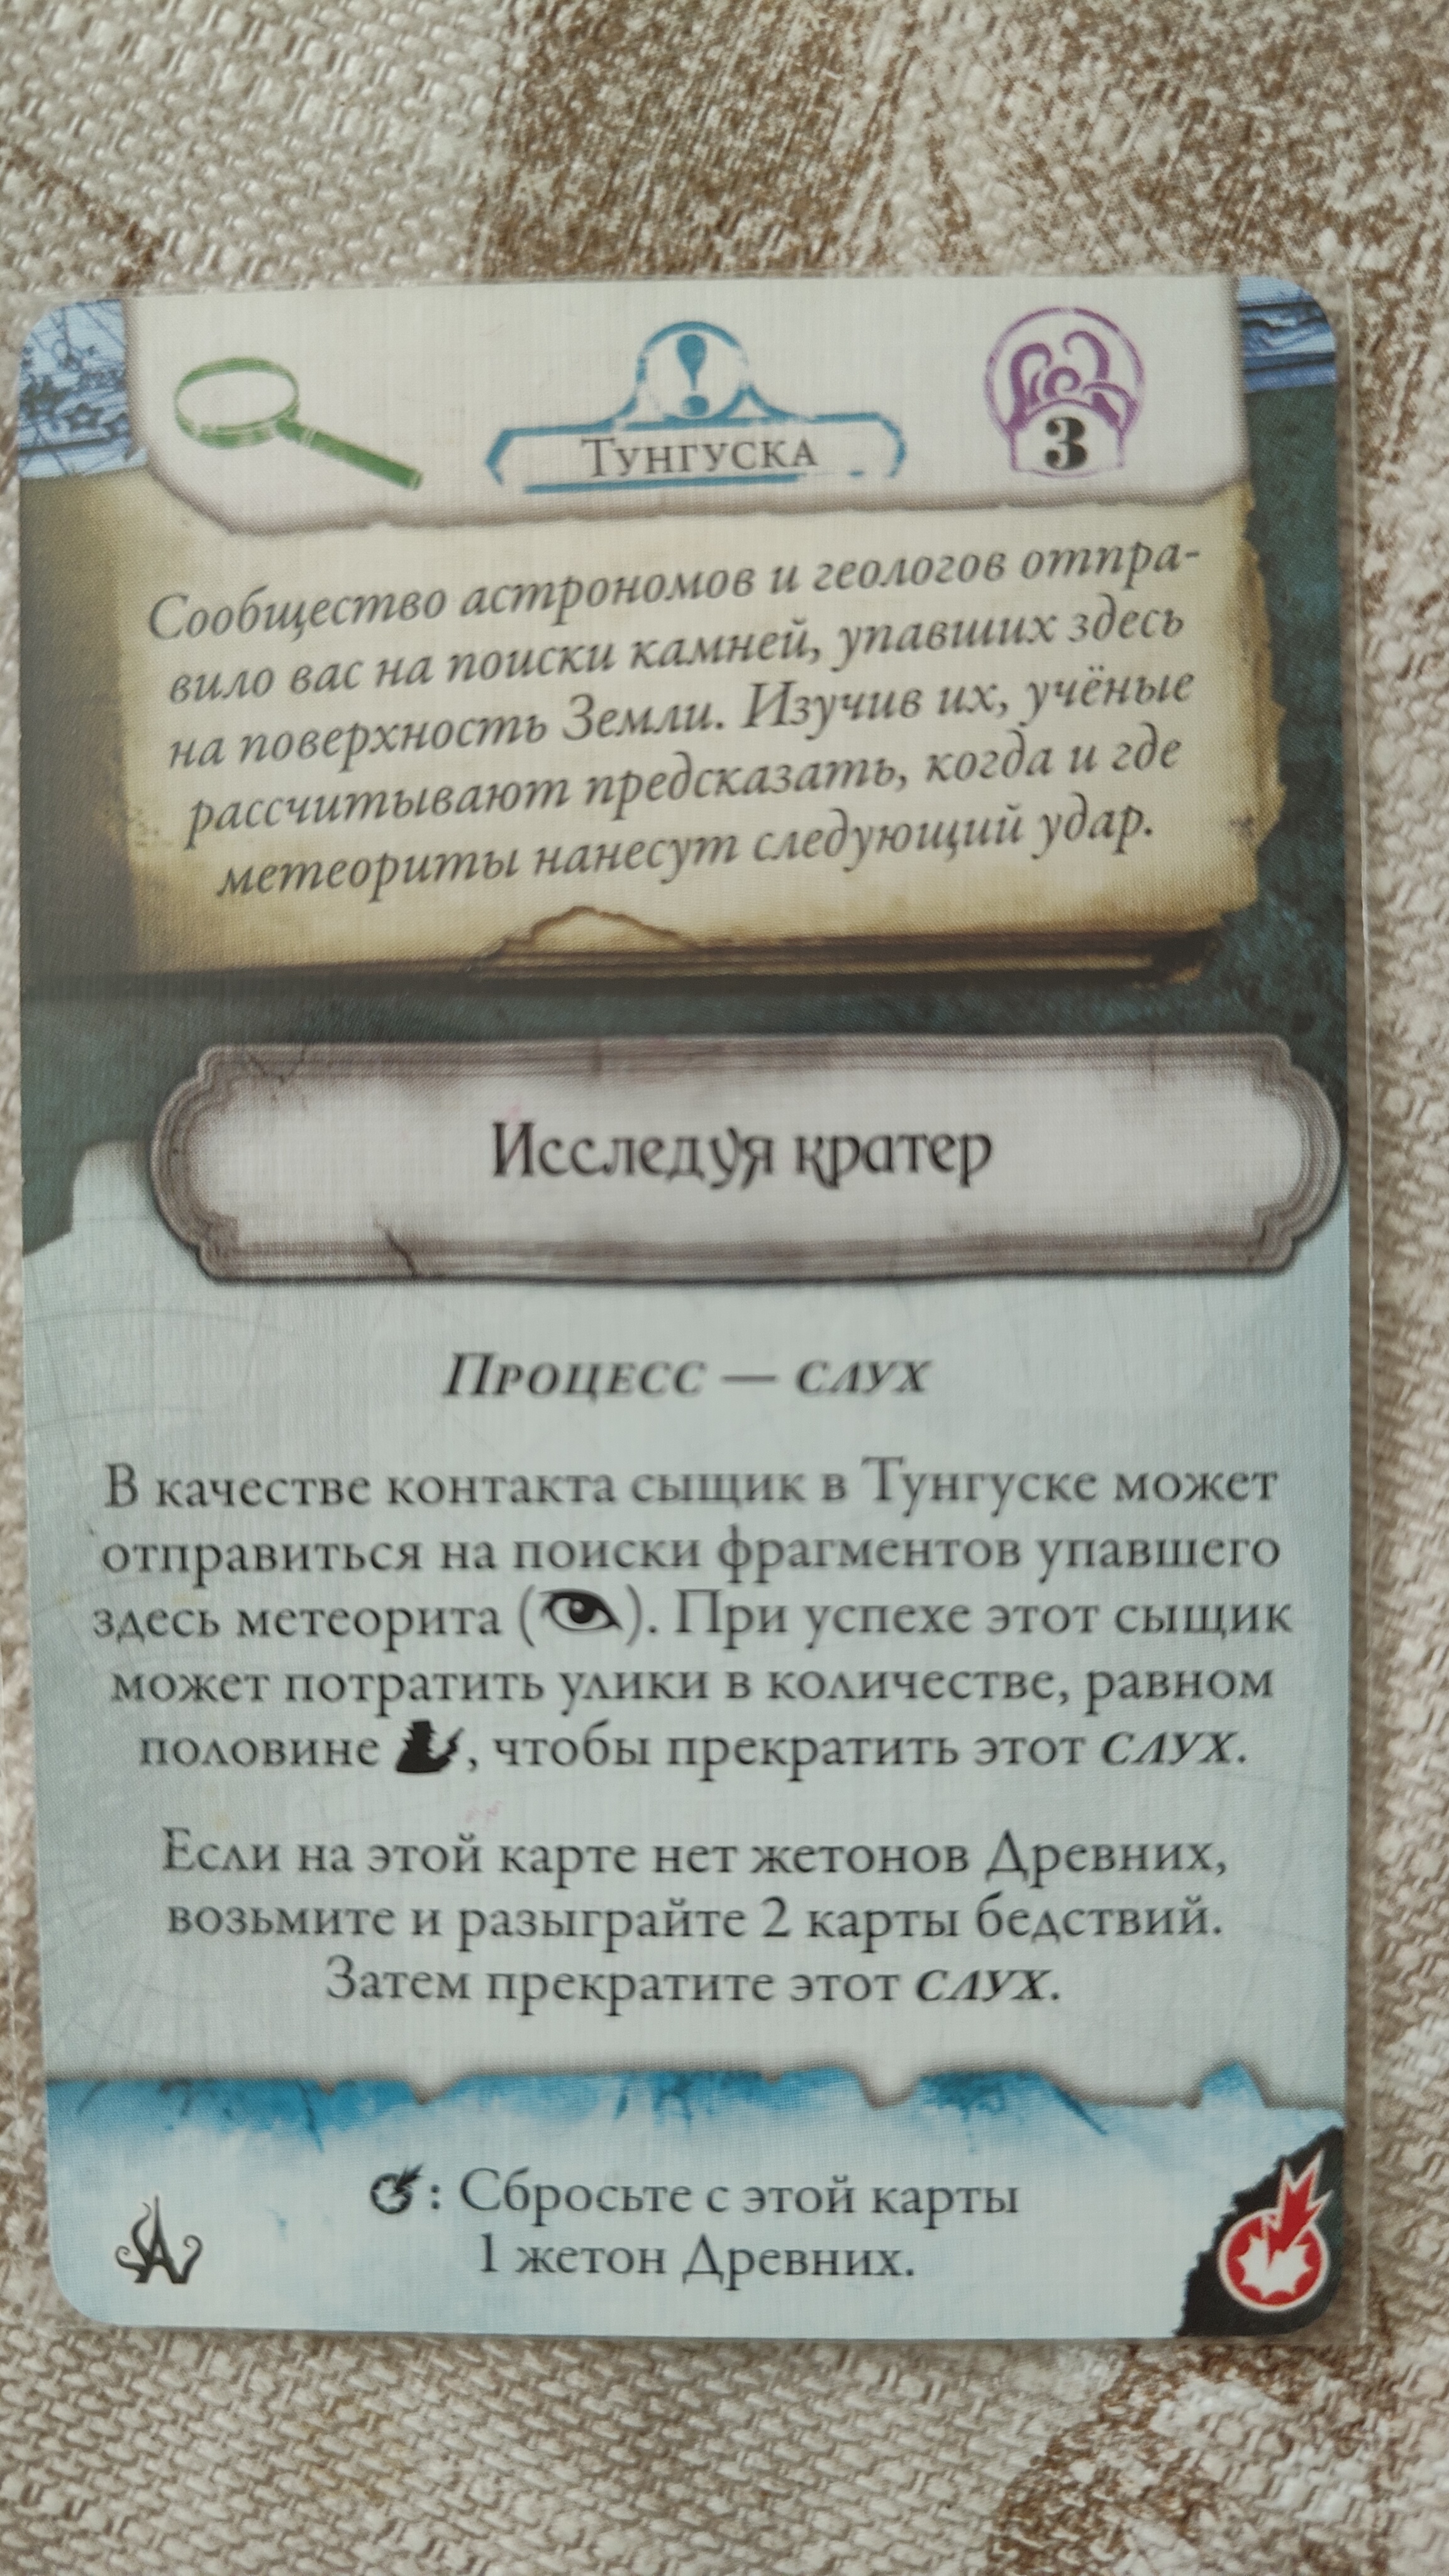 Тунгуска
3
Сообщество астрономов и геологов отпра-
вило вас на поиски камней, упавших здесь
на поверхность Земли. Изучив их, учёные
рассчитывают предсказать, когда и где
метеориты нанесут следующий удар.
Исследуя кратер
Процесс — слух
В качестве контакта сыщик в Тунгуске может
отправиться на поиски фрагментов упавшего
здесь метеорита (). При успехе этот сыщик
может потратить улики в количестве, равном
половине , чтобы прекратить этот СЛУХ.
Если на этой карте нет жетонов Древних,
возьмите и разыграйте 2 карты бедствий.
Затем прекратите этот СЛУХ.
: Сбросьте с этой карты
1 жетон Древних.